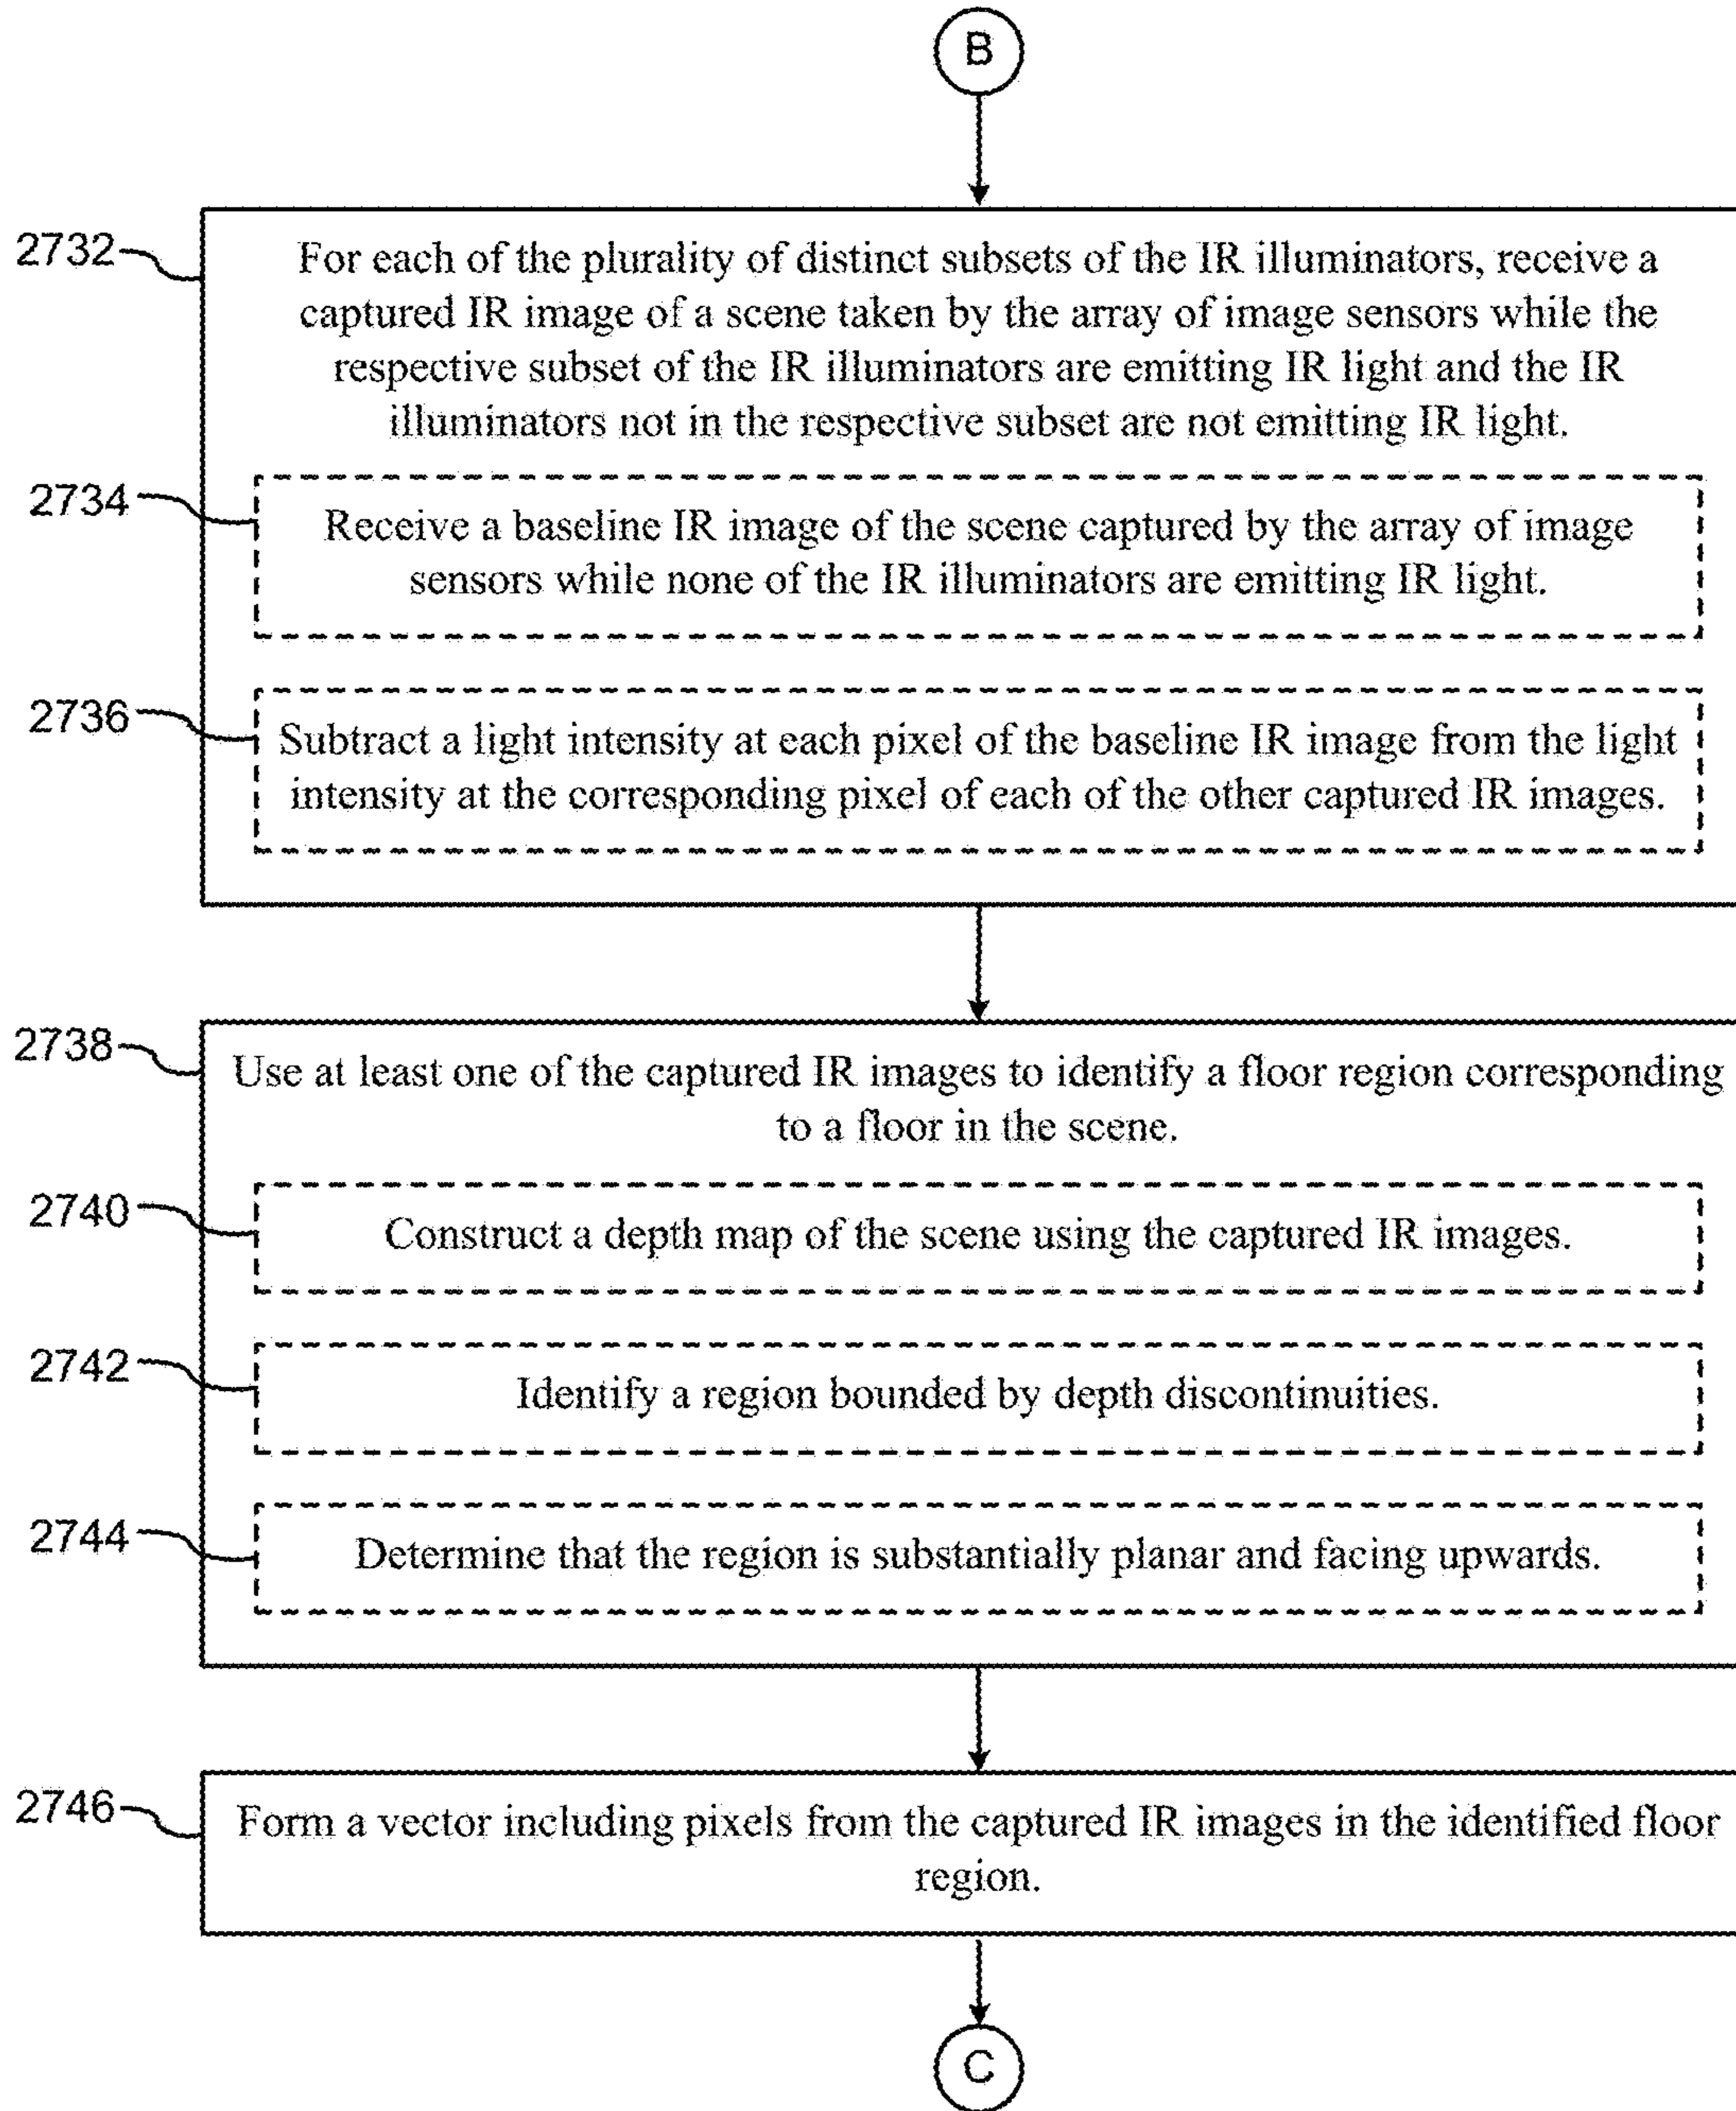 B
2732
For each of the plurality of distinct subsets of the IR illuminators, receive a
captured IR image of a scene taken by the array of image sensors while the
respective subset of the IR illuminators are emitting IR light and the IR
illuminators not in the respective subset are not emitting IR light.
2734
Receive a baseline IR image of the scene captured by the array of image
sensors while none of the IR illuminators are emitting IR light.
2736
Subtract a light intensity at each pixel of the baseline IR image from the light
intensity at the corresponding pixel of each of the other captured IR images.
2738
Use at least one of the captured IR images to identify a floor region corresponding
to a floor in the scene.
2740
Construct a depth map of the scene using the captured IR images.
2742
Identify a region bounded by depth discontinuities.
2744
Determine that the region is substantially planar and facing upwards.
2746
Form a vector including pixels from the captured IR images in the identified floor
region.
C